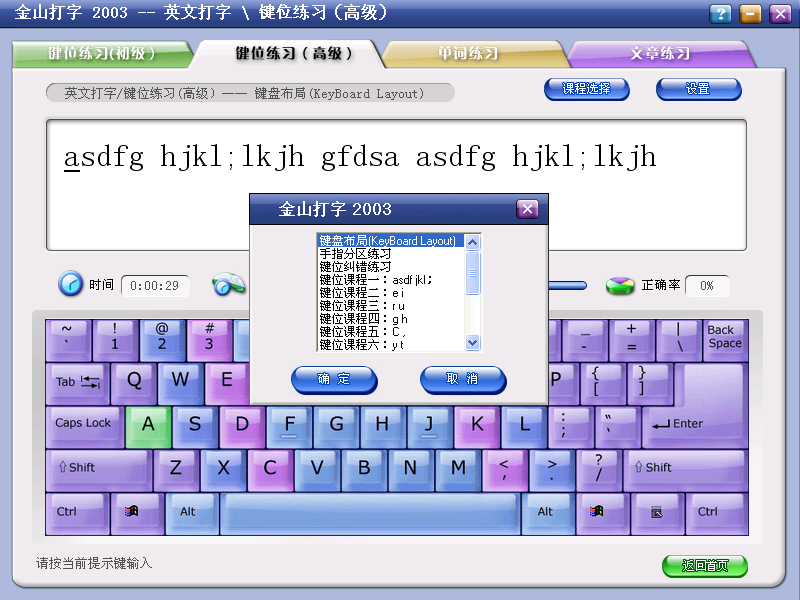 金山打字 2003 -- 英文打字 \ 键位练习（高级）
?
键位练习(初级) 键位练习（高级） 单词练习 文章练习
英文打字/键位练习(高级) —— 键盘布局(KeyBoard Layout) 课程选择 设置
asdfg hjkl;lkjh gfdsa asdfg hjkl;lkjh
金山打字 2003
键盘布局(KeyBoard Layout)
手指分区练习
键位纠错练习
键位课程一：asdfjkl;
键位课程二：ei
键位课程三：ru
键位课程四：gh
键位课程五：C,
键位课程六：yt
确 定 取 消
时间 0:00:29 正确率 0%
~ ` ! 1 @ 2 # 3 _ - + = | \ Back Space
Tab Q W E P { [ } ]
Caps Lock A S D F G H J K L : ; " ' Enter
Shift Z X C V B N M < , > . ? / Shift
Ctrl Alt Alt Ctrl
请按当前提示键输入 返回首页